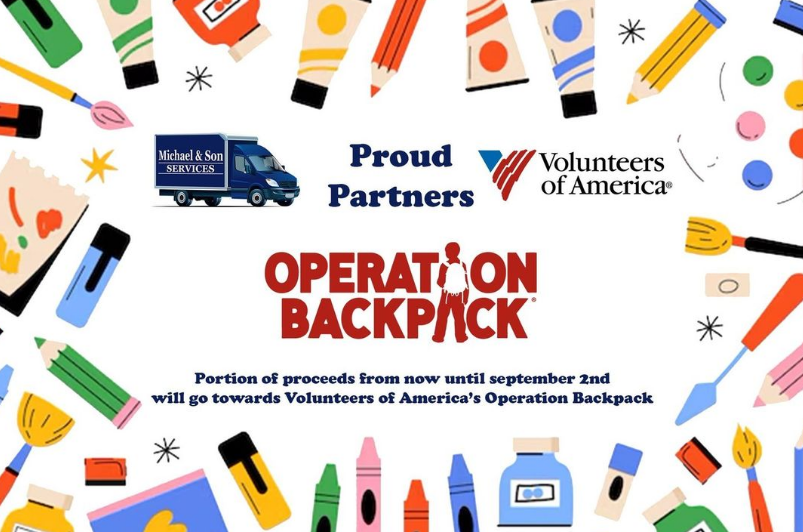 Michael & Son
SERVICES
Proud
Partners
Volunteers
of America®
OPERATION
BACKPACK®
Portion of proceeds from now until september 2nd
will go towards Volunteers of America's Operation Backpack